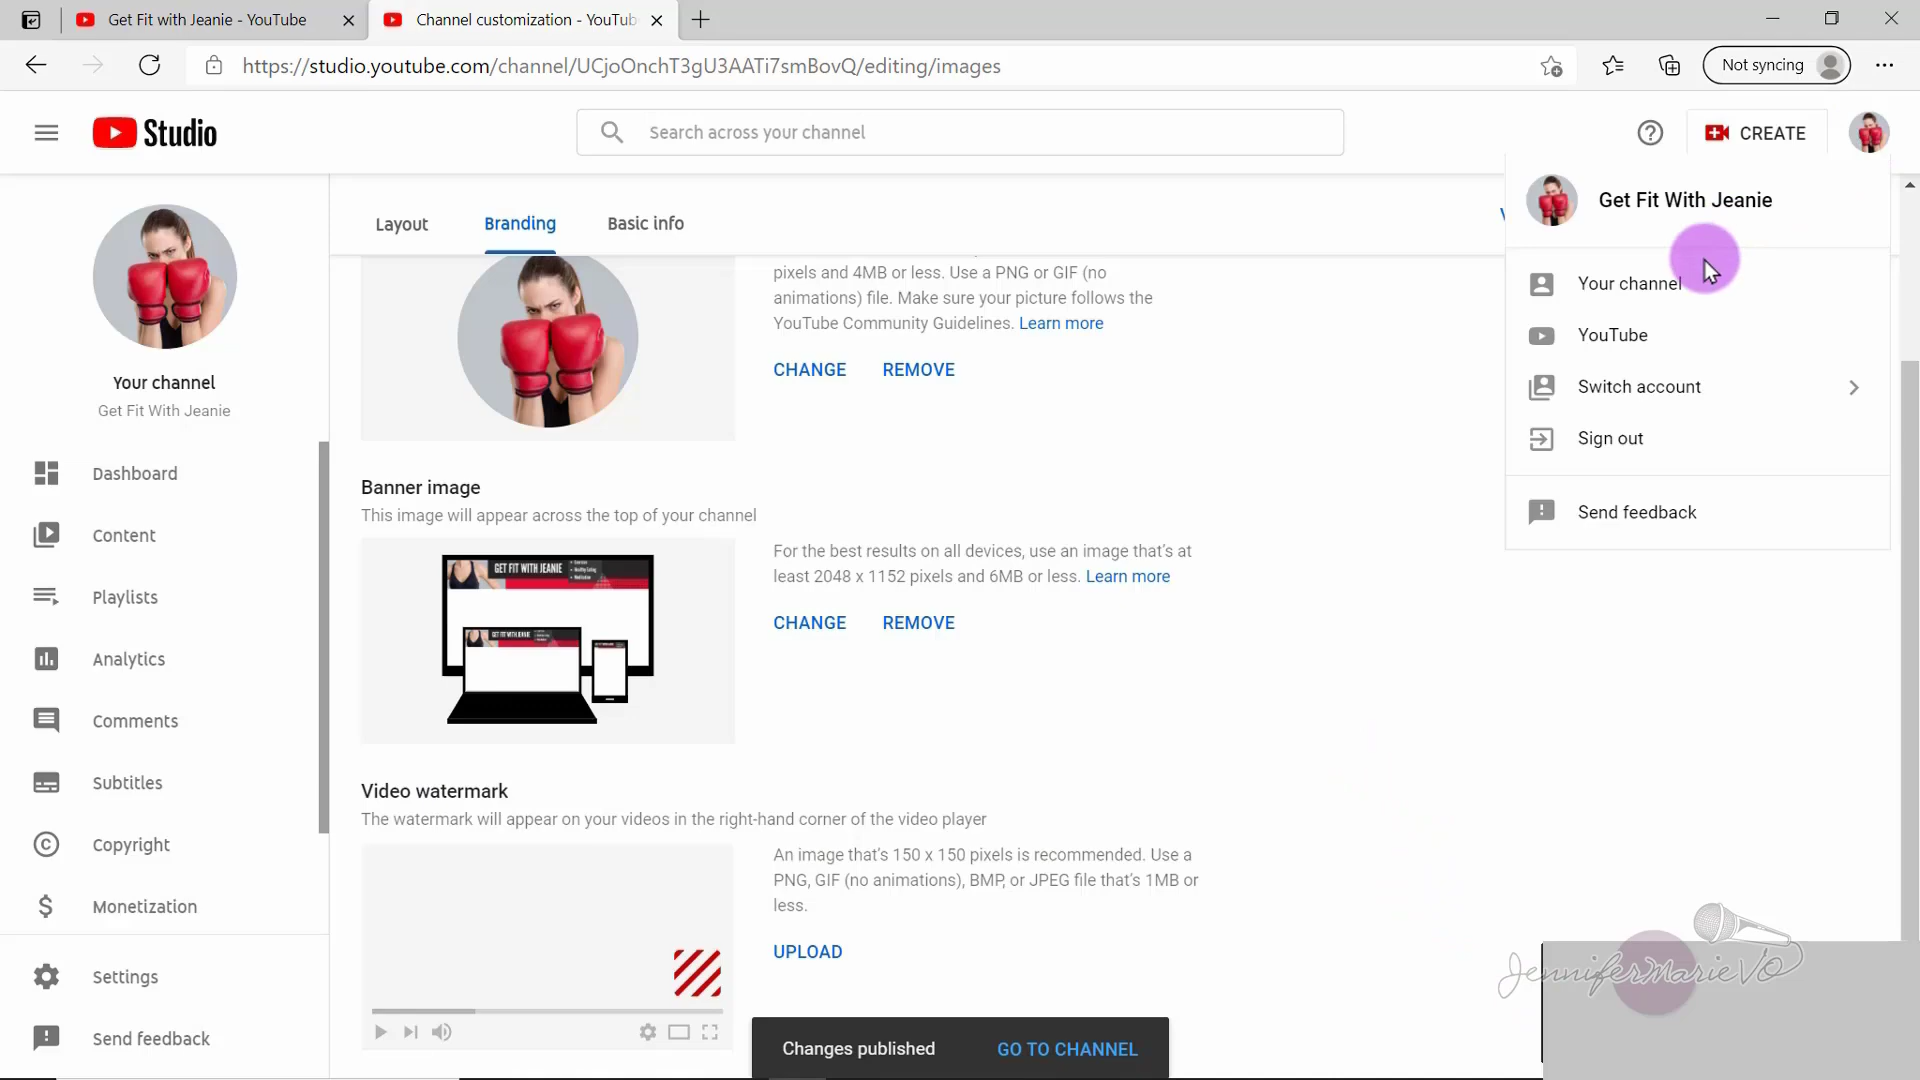 Get Fit with Jeanie - YouTube
Channel customization - YouTub
https://studio.youtube.com/channel/UCjoOnchT3gU3AATi7smBovQ/editing/images
Not syncing
Studio
Search across your channel
CREATE
Get Fit With Jeanie
Your channel
YouTube
Switch account
Sign out
Send feedback
Your channel
Get Fit With Jeanie
Dashboard
Content
Playlists
Analytics
Comments
Subtitles
Copyright
Monetization
Settings
Send feedback
Layout
Branding
Basic info
pixels and 4MB or less. Use a PNG or GIF (no
animations) file. Make sure your picture follows the
YouTube Community Guidelines. Learn more
CHANGE
REMOVE
Banner image
This image will appear across the top of your channel
GET FIT WITH JEANIE
For the best results on all devices, use an image that's at
least 2048 x 1152 pixels and 6MB or less. Learn more
CHANGE
REMOVE
Video watermark
The watermark will appear on your videos in the right-hand corner of the video player
An image that's 150 x 150 pixels is recommended. Use a
PNG, GIF (no animations), BMP, or JPEG file that's 1MB or
less.
UPLOAD
Changes published
GO TO CHANNEL
JenniferMarieVO